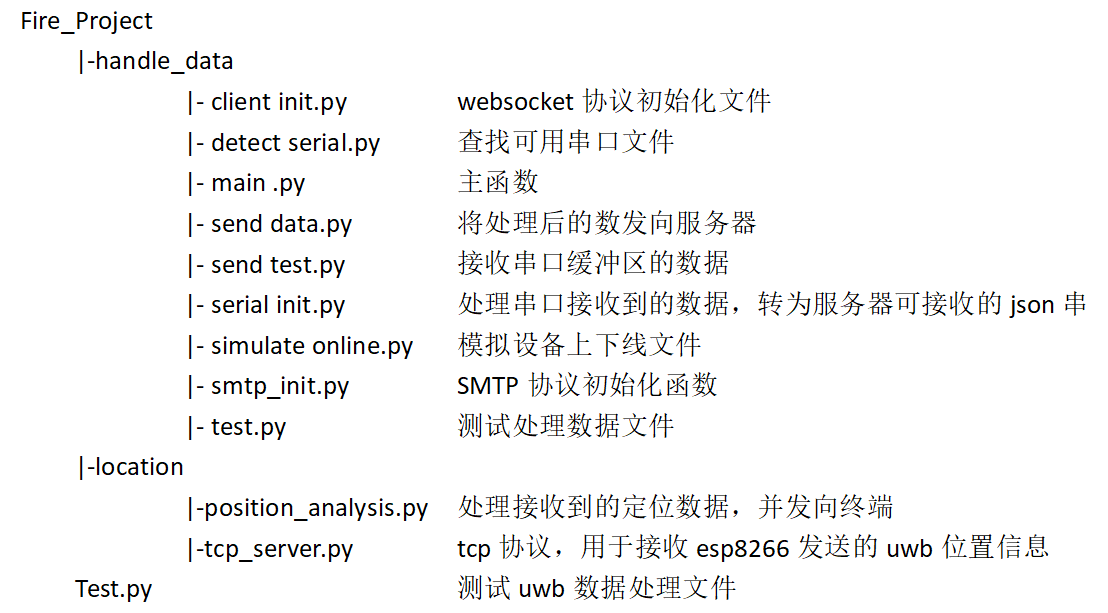 Fire_Project
|-handle_data
|- client init.py websocket 协议初始化文件
|- detect serial.py 查找可用串口文件
|- main .py 主函数
|- send data.py 将处理后的数发向服务器
|- send test.py 接收串口缓冲区的数据
|- serial init.py 处理串口接收到的数据，转为服务器可接收的 json 串
|- simulate online.py 模拟设备上下线文件
|- smtp_init.py SMTP 协议初始化函数
|- test.py 测试处理数据文件
|-location
|-position_analysis.py 处理接收到的定位数据，并发向终端
|-tcp_server.py tcp 协议，用于接收 esp8266 发送的 uwb 位置信息
Test.py 测试 uwb 数据处理文件